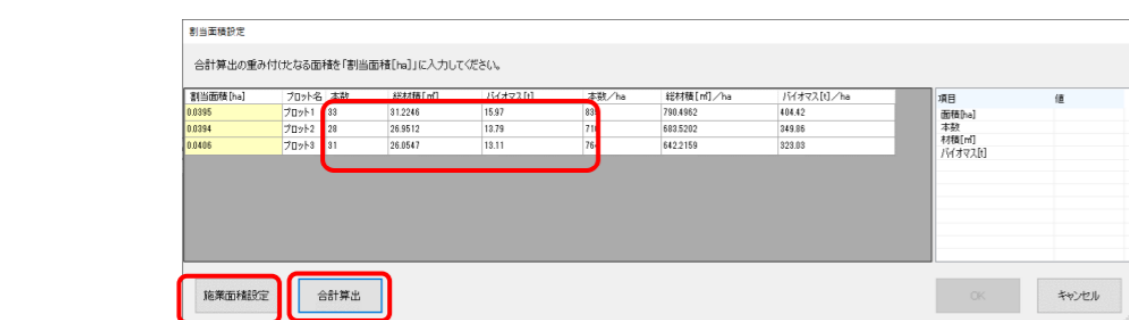 割当面積設定
合計算出の重み付けとなる面積を「割当面積[ha]」に入力してください。
割当面積[ha] プロット名 本数 総材積[㎥] バイオマス[t] 本数／ha 総材積[㎥]／ha バイオマス[t]／ha
0.0395 プロット1 33 31.2246 15.97 790.4962 404.42
0.0394 プロット2 28 26.9512 13.79 683.5202 349.86
0.0406 プロット3 31 26.0547 13.11 642.2159 323.03
項目 値
面積[ha]
本数
材積[㎥]
バイオマス[t]
施業面積設定 合計算出 OK キャンセル